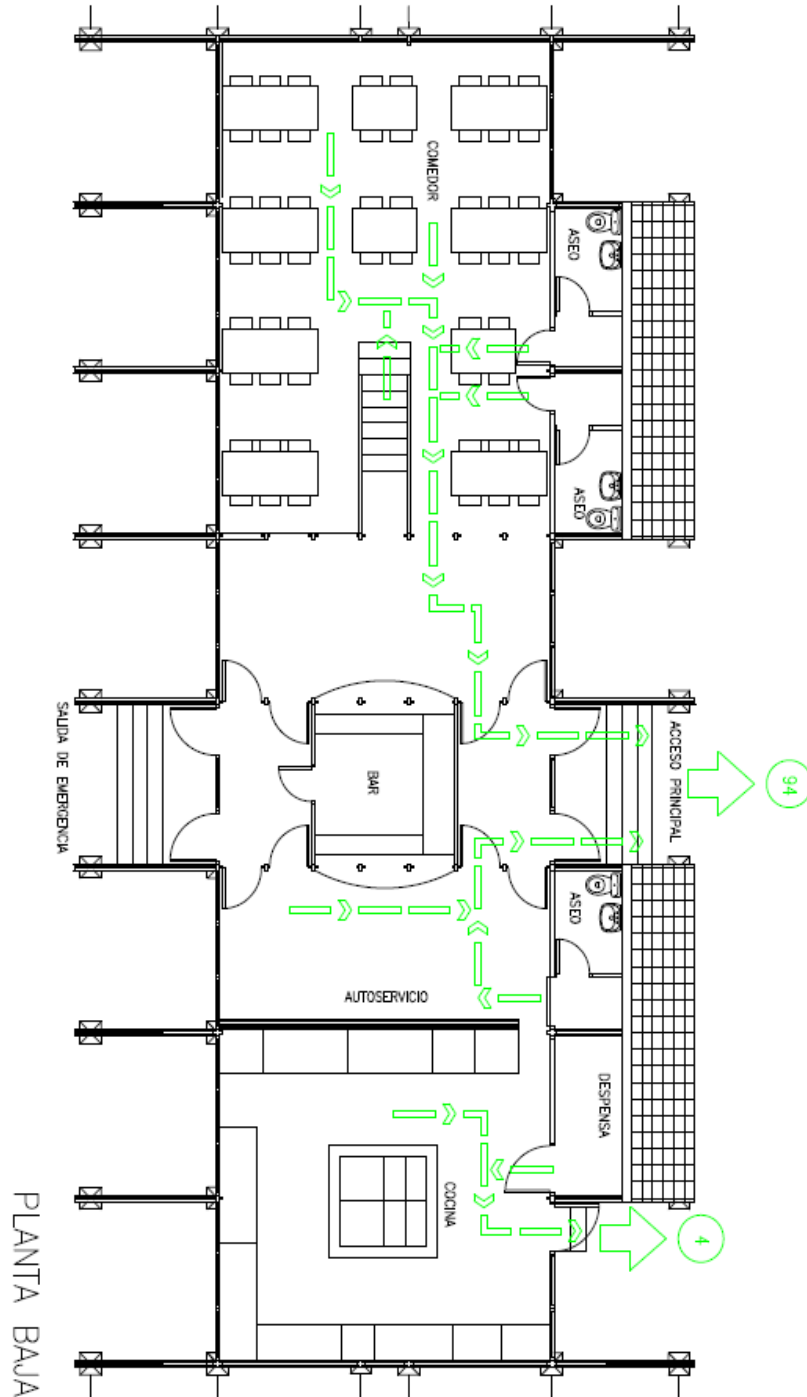 COMEDOR
ASEO
ASEO
SALIDA DE EMERGENCIA
BAR
ACCESO PRINCIPAL
94
ASEO
AUTOSERVICIO
DESPENSA
COCINA
4
PLANTA BAJA